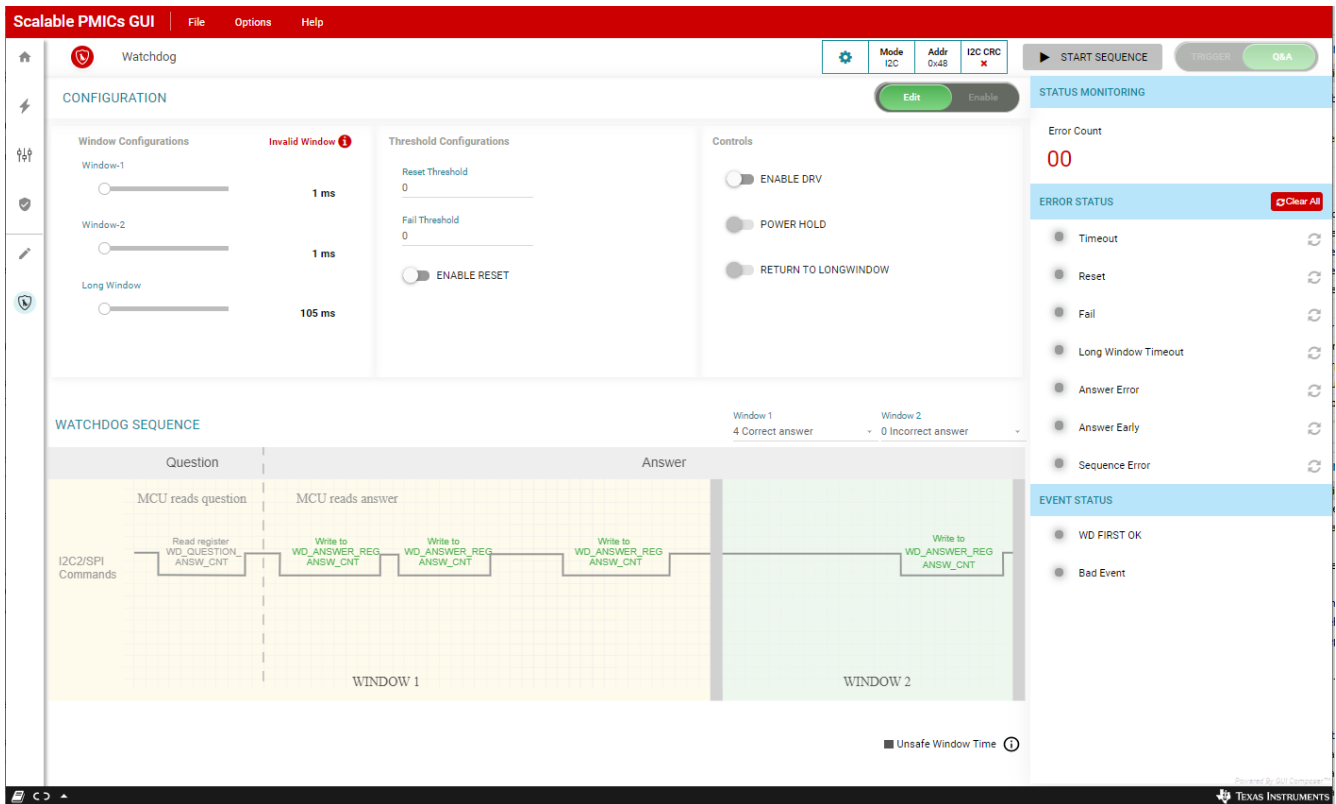 Scalable PMICs GUI
File
Options
Help
Watchdog
Mode
I2C
Addr
0x48
I2C CRC
START SEQUENCE
TRIGGER
Q&A
CONFIGURATION
Edit
Enable
Window Configurations
Invalid Window
Window-1
1 ms
Window-2
1 ms
Long Window
105 ms
Threshold Configurations
Reset Threshold
0
Fail Threshold
0
ENABLE RESET
Controls
ENABLE DRV
POWER HOLD
RETURN TO LONGWINDOW
STATUS MONITORING
Error Count
00
ERROR STATUS
Clear All
Timeout
Reset
Fail
Long Window Timeout
Answer Error
Answer Early
Sequence Error
EVENT STATUS
WD FIRST OK
Bad Event
WATCHDOG SEQUENCE
Window 1
4 Correct answer
Window 2
0 Incorrect answer
Question
Answer
MCU reads question
MCU reads answer
I2C2/SPI
Commands
Read register
WD_QUESTION_
ANSW_CNT
Write to
WD_ANSWER_REG
ANSW_CNT
Write to
WD_ANSWER_REG
ANSW_CNT
Write to
WD_ANSWER_REG
ANSW_CNT
Write to
WD_ANSWER_REG
ANSW_CNT
WINDOW 1
WINDOW 2
Unsafe Window Time
Powered By GUI Composer™
TEXAS INSTRUMENTS